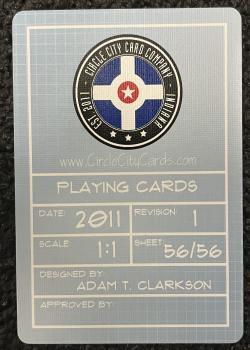 CIRCLE CITY CARD COMPANY
EST. 2011
INDIANA
www.CircleCityCards.com
PLAYING CARDS
DATE: 2011 REVISION: 1
SCALE: 1:1 SHEET: 56/56
DESIGNED BY:
ADAM T. CLARKSON
APPROVED BY: